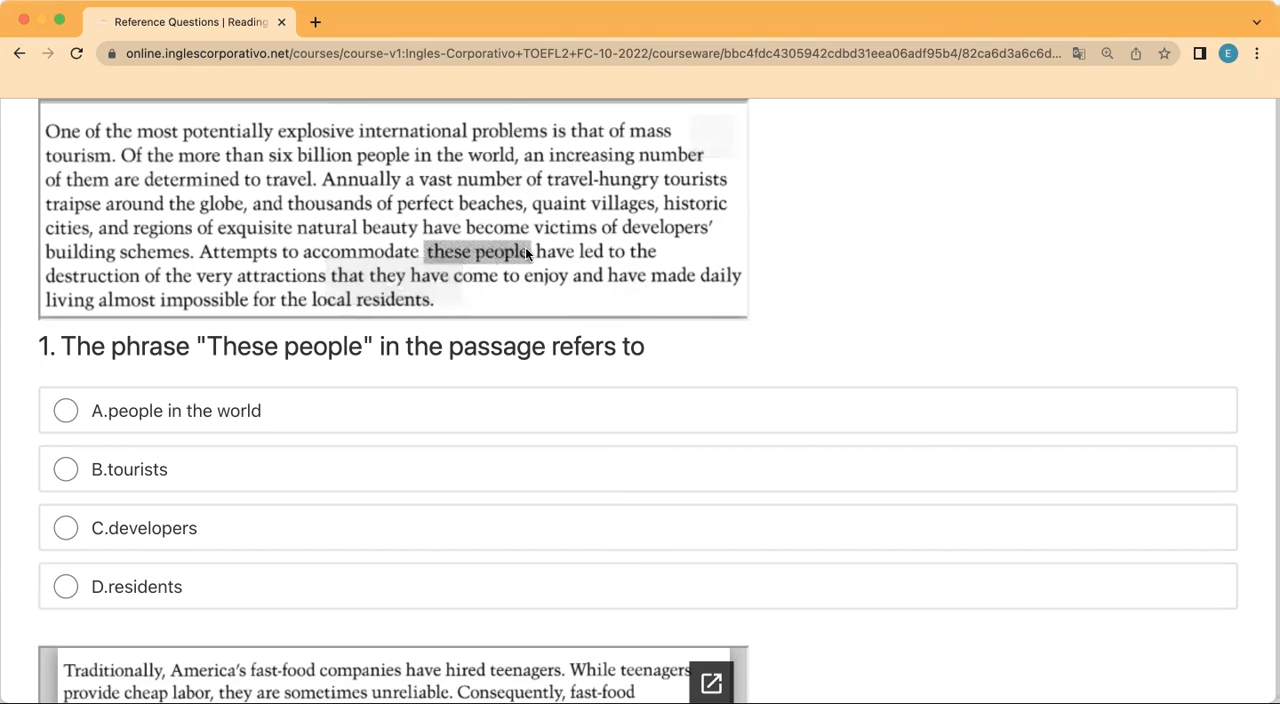 Reference Questions | Reading
online.inglescorporativo.net/courses/course-v1:Ingles-Corporativo+TOEFL2+FC-10-2022/courseware/bbc4fdc4305942cdbd31eea06adf95b4/82ca6d3a6c6d...
E
One of the most potentially explosive international problems is that of mass
tourism. Of the more than six billion people in the world, an increasing number
of them are determined to travel. Annually a vast number of travel-hungry tourists
traipse around the globe, and thousands of perfect beaches, quaint villages, historic
cities, and regions of exquisite natural beauty have become victims of developers'
building schemes. Attempts to accommodate these people have led to the
destruction of the very attractions that they have come to enjoy and have made daily
living almost impossible for the local residents.
1. The phrase "These people" in the passage refers to
A.people in the world
B.tourists
C.developers
D.residents
Traditionally, America's fast-food companies have hired teenagers. While teenagers
provide cheap labor, they are sometimes unreliable. Consequently, fast-food